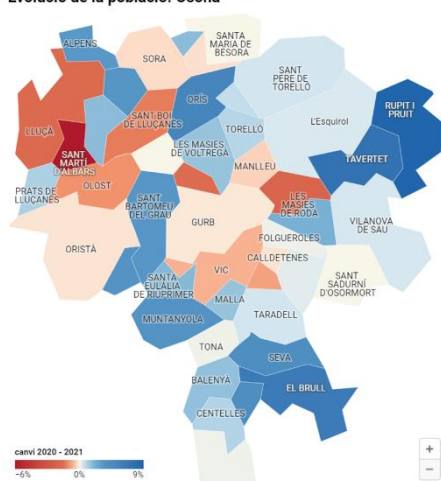 Evolució de la població. Osona
ALPENS
SORA
SANTA
MARIA DE
BESORA
SANT
PERE DE
TORELLÓ
RUPIT I
PRUIT
ORÍS
L'Esquirol
LLUÇÀ
SANT BOI
DE LLUÇANÈS
TORELLÓ
TAVERTET
SANT
MARTÍ
D'ALBARS
LES MASIES
DE VOLTREGÀ
MANLLEU
PRATS DE
LLUÇANÈS
OLOST
SANT
BARTOMEU
DEL GRAU
LES
MASIES
DE RODA
GURB
VILANOVA
DE SAU
FOLGUEROLES
ORISTÀ
CALLDETENES
VIC
SANTA
EULÀLIA
DE RIUPRIMER
SANT
SADURNÍ
D'OSORMORT
MALLA
MUNTANYOLA
TARADELL
TONA
SEVA
BALENYÀ
EL BRULL
CENTELLES
canvi 2020 - 2021
−6% 0% 9%
+
−